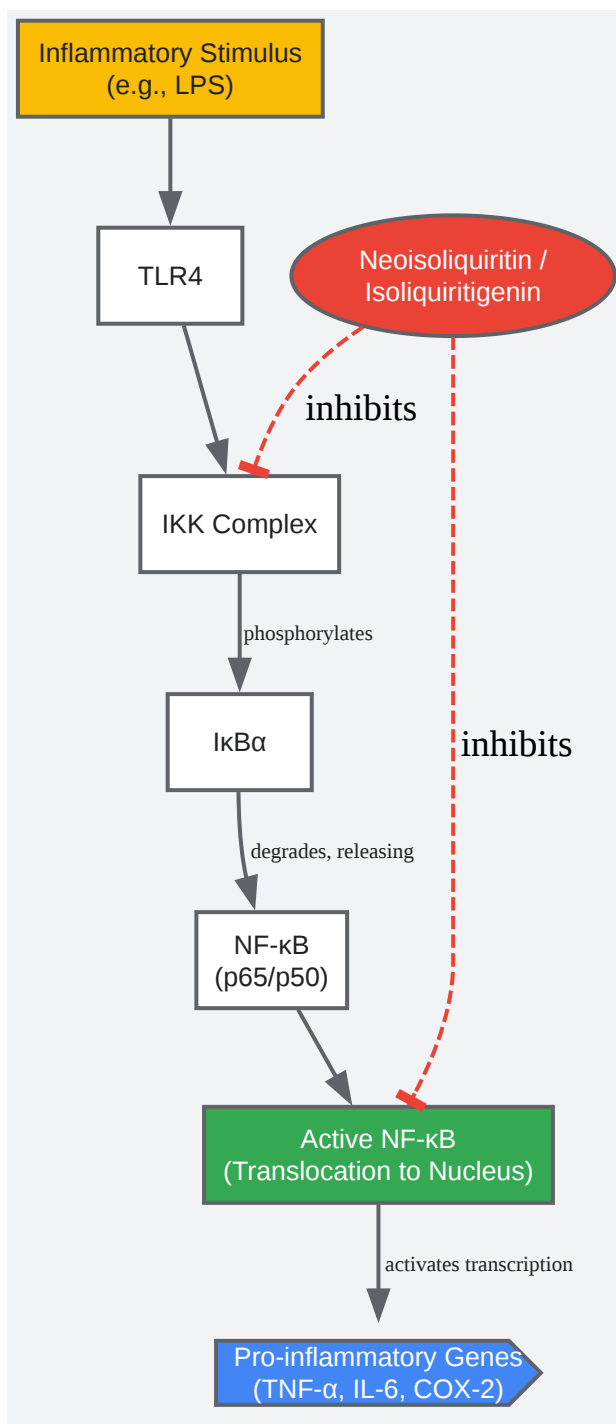 Inflammatory Stimulus
(e.g., LPS)
TLR4
Neoisoliquiritin /
Isoliquiritigenin
inhibits
IKK Complex
phosphorylates
IκBα
inhibits
degrades, releasing
NF-κB
(p65/p50)
Active NF-κB
(Translocation to Nucleus)
activates transcription
Pro-inflammatory Genes
(TNF-α, IL-6, COX-2)